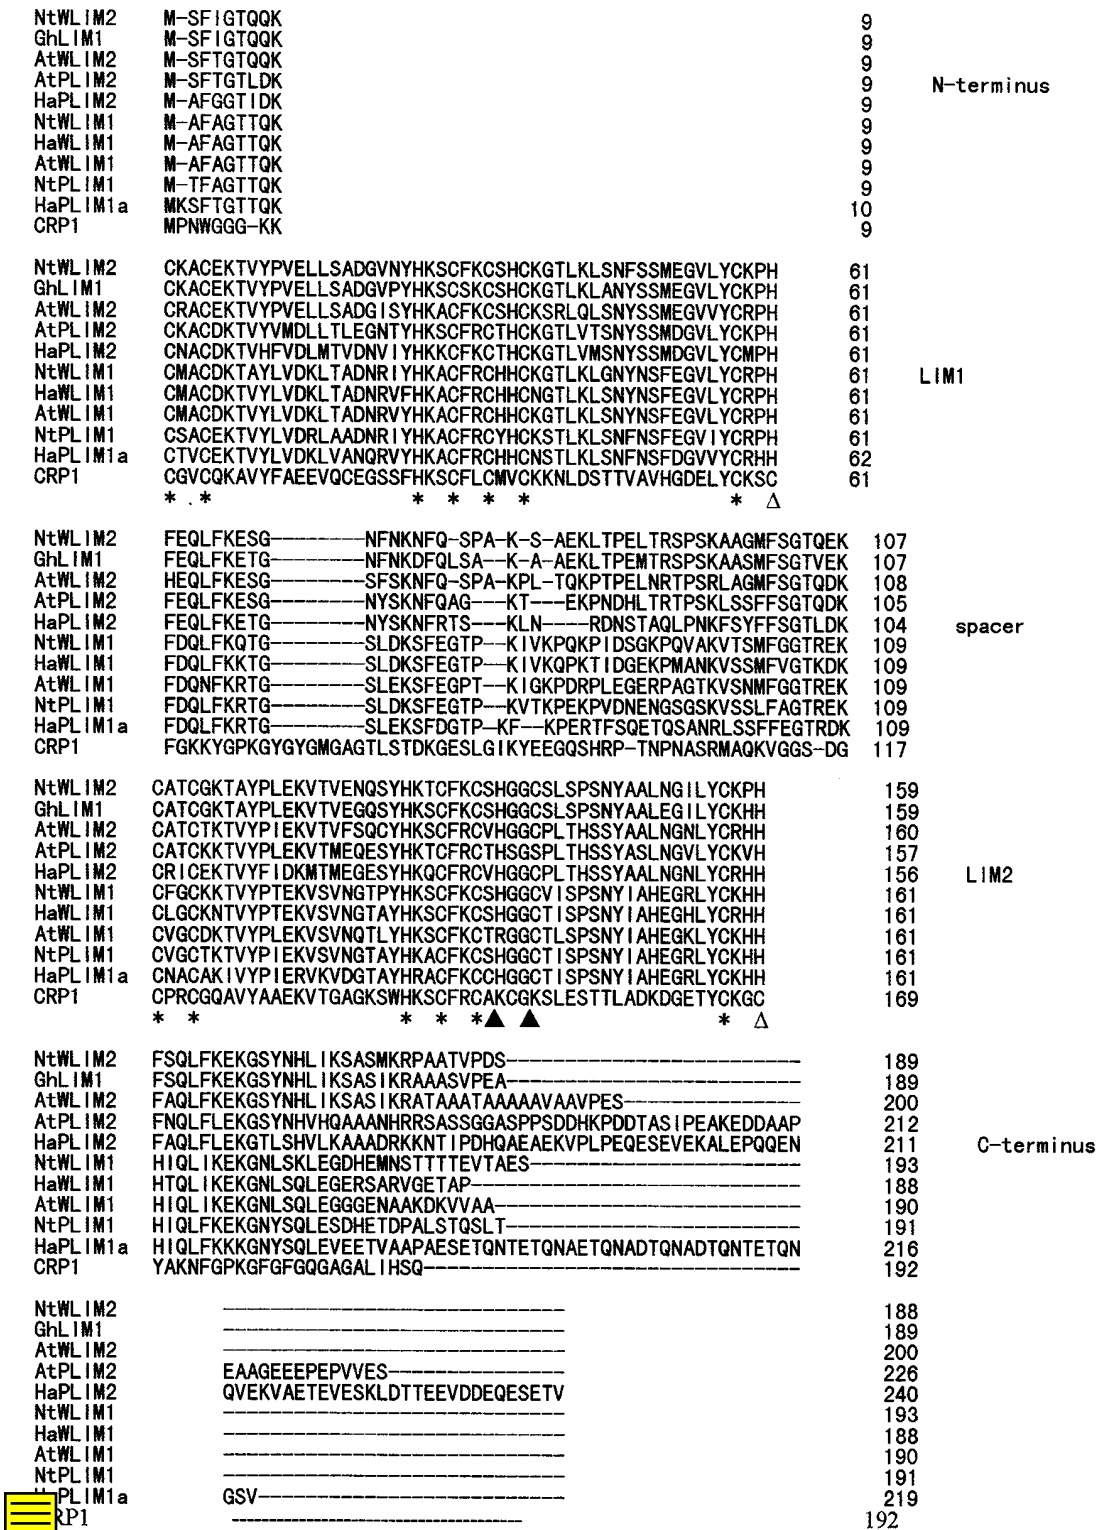 NtWLIM2 M-SFIGTQQK 9
GhLIM1 M-SFIGTQQK 9
AtWLIM2 M-SFTGTQQK 9
AtPLIM2 M-SFTGTLDK 9
HaPLIM2 M-AFGGTIDK 9
NtWLIM1 M-AFAGTTQK 9
HaWLIM1 M-AFAGTTQK 9
AtWLIM1 M-AFAGTTQK 9
NtPLIM1 M-TFAGTTQK 9
HaPLIM1a MKSFTGTTQK 10
CRP1 MPNWGGG-KK 9
N-terminus
NtWLIM2 CKACEKTVYPVELLSADGVNYHKSCFKCSHCKGTLKLSNFSSMEGVLYCKPH 61
GhLIM1 CKACEKTVYPVELLSADGVPYHKSCSKCSHCKGTLKLANYSSMEGVLYCKPH 61
AtWLIM2 CRACEKTVYPVELLSADGISYHKACFKCSHCKSRLQLSNYSSMEGVVYCRPH 61
AtPLIM2 CKACDKTVYVMDLLTLEGNTYHKSCFRCTHCKGTLVTSNYSSMDGVLYCKPH 61
HaPLIM2 CNACDKTVHFVDLMTVDNVIYHKKCFKCTHCKGTLVMSNYSSMDGVLYCMPH 61
NtWLIM1 CMACDKTAYLVDKLTADNRIYHKACFRCHHCKGTLKLGNYNSFEGVLYCRPH 61
HaWLIM1 CMACDKTVYLVDKLTADNRVFHKACFRCHHCNGTLKLSNYNSFEGVLYCRPH 61
AtWLIM1 CMACDKTVYLVDKLTADNRVYHKACFRCHHCKGTLKLSNYNSFEGVLYCRPH 61
NtPLIM1 CSACEKTVYLVDRLAADNRIYHKACFRCYHCKSTLKLSNFNSFEGVIYCRPH 61
HaPLIM1a CTVCEKTVYLVDKLVANQRVYHKACFRCHHCNSTLKLSNFNSFDGVVYCRHH 62
CRP1 CGVCQKAVYFAEEVQCEGSSFHKSCFLCMVCKKNLDSTTVAVHGDELYCKSC 61
* . * * * * * * △
LIM1
NtWLIM2 FEQLFKESG---------NFNKNFQ-SPA-K-S-AEKLTPELTRSPSKAAGMFSGTQEK 107
GhLIM1 FEQLFKETG---------NFNKDFQLSA--K-A-AEKLTPEMTRSPSKAASMFSGTVEK 107
AtWLIM2 HEQLFKESG---------SFSKNFQ-SPA-KPL-TQKPTPELNRTPSRLAGMFSGTQDK 108
AtPLIM2 FEQLFKESG---------NYSKNFQAG---KT---EKPNDHLTRTPSKLSSFFSGTQDK 105
HaPLIM2 FEQLFKETG---------NYSKNFRTS---KLN----RDNSTAQLPNKFSYFFSGTLDK 104
NtWLIM1 FDQLFKQTG---------SLDKSFEGTP--KIVKPQKPIDSGKPQVAKVTSMFGGTREK 109
HaWLIM1 FDQLFKKTG---------SLDKSFEGTP--KIVKQPKTIDGEKPMANKVSSMFVGTKDK 109
AtWLIM1 FDQNFKRTG---------SLEKSFEGPT--KIGKPDRPLEGERPAGTKVSNMFGGTREK 109
NtPLIM1 FDQLFKRTG---------SLEKSFEGTP--KVTKPEKPVDNENGSGSKVSSLFAGTREK 109
HaPLIM1a FDQLFKRTG---------SLEKSFDGTP-KF--KPERTFSQETQSANRLSSFFEGTRDK 109
CRP1 FGKKYGPKGYGYGMGAGTLSTDKGESLGIKYEEGQSHRP-TNPNASRMAQKVGGS-DG 117
spacer
NtWLIM2 CATCGKTAYPLEKVTVENQSYHKTCFKCSHGGCSLSPSNYAALNGILYCKPH 159
GhLIM1 CATCGKTAYPLEKVTVEGQSYHKSCFKCSHGGCSLSPSNYAALEGILYCKHH 159
AtWLIM2 CATCTKTVYPIEKVTVFSQCYHKSCFRCVHGGCPLTHSSYAALNGNLYCRHH 160
AtPLIM2 CATCKKTVYPLEKVTMEQESYHKTCFRCTHSGSPLTHSSYASLNGVLYCKVH 157
HaPLIM2 CRICEKTVYFIDKMTMEGESYHKQCFRCVHGGCPLTHSSYAALNGNLYCRHH 156
NtWLIM1 CFGCKKTVYPTEKVSVNGTPYHKSCFKCSHGGCVISPSNYIAHEGRLYCKHH 161
HaWLIM1 CLGCKNTVYPTEKVSVNGTAYHKSCFKCSHGGCTISPSNYIAHEGHLYCRHH 161
AtWLIM1 CVGCDKTVYPLEKVSVNQTLYHKSCFKCTRGGCTLSPSNYIAHEGKLYCKHH 161
NtPLIM1 CVGCTKTVYPIEKVSVNGTAYHKACFKCSHGGCTISPSNYIAHEGRLYCKHH 161
HaPLIM1a CNACAKIVYPIERVKVDGTAYHRACFKCCHGGCTISPSNYIAHEGRLYCKHH 161
CRP1 CPRCGQAVYAAEKVTGAGKSWHKSCFRCAKCGKSLESTTLADKDGETYCKGC 169
* * * * *▲ ▲ * △
LIM2
NtWLIM2 FSQLFKEKGSYNHLIKSASMKRPAATVPDS-------------------------- 189
GhLIM1 FSQLFKEKGSYNHLIKSASIKRAAASVPEA-------------------------- 189
AtWLIM2 FAQLFKEKGSYNHLIKSASIKRATAAATAAAAAVAAVPES---------------- 200
AtPLIM2 FNQLFLEKGSYNHVHQAAANHRRSASSGGASPPSDDHKPDDTASIPEAKEDDAAP 212
HaPLIM2 FAQLFLEKGTLSHVLKAAADRKKNTIPDHQAEAEKVPLPEQESEVEKALEPQQEN 211
NtWLIM1 HIQLIKEKGNLSKLEGDHEMNSTTTTEVTAES------------------------ 193
HaWLIM1 HTQLIKEKGNLSQLEGERSARVGETAP----------------------------- 188
AtWLIM1 HIQLIKEKGNLSQLEGGGENAAKDKVVAA--------------------------- 190
NtPLIM1 HIQLFKEKGNYSQLESDHETDPALSTQSLT-------------------------- 191
HaPLIM1a HIQLFKKKGNYSQLEVEETVAAPAESETQNTETQNAETQNADTQNADTQNTETQN 216
CRP1 YAKNFGPKGFGFGQGAGALIHSQ--------------------------------- 192
C-terminus
NtWLIM2 ----------------------------- 188
GhLIM1 ----------------------------- 189
AtWLIM2 ----------------------------- 200
AtPLIM2 EAAGEEEPEPVVES--------------- 226
HaPLIM2 QVEKVAETEVESKLDTTEEVDDEQESETV 240
NtWLIM1 ----------------------------- 193
HaWLIM1 ----------------------------- 188
AtWLIM1 ----------------------------- 190
NtPLIM1 ----------------------------- 191
PLIM1a GSV----------------------------- 219
RP1 ----------------------------- 192